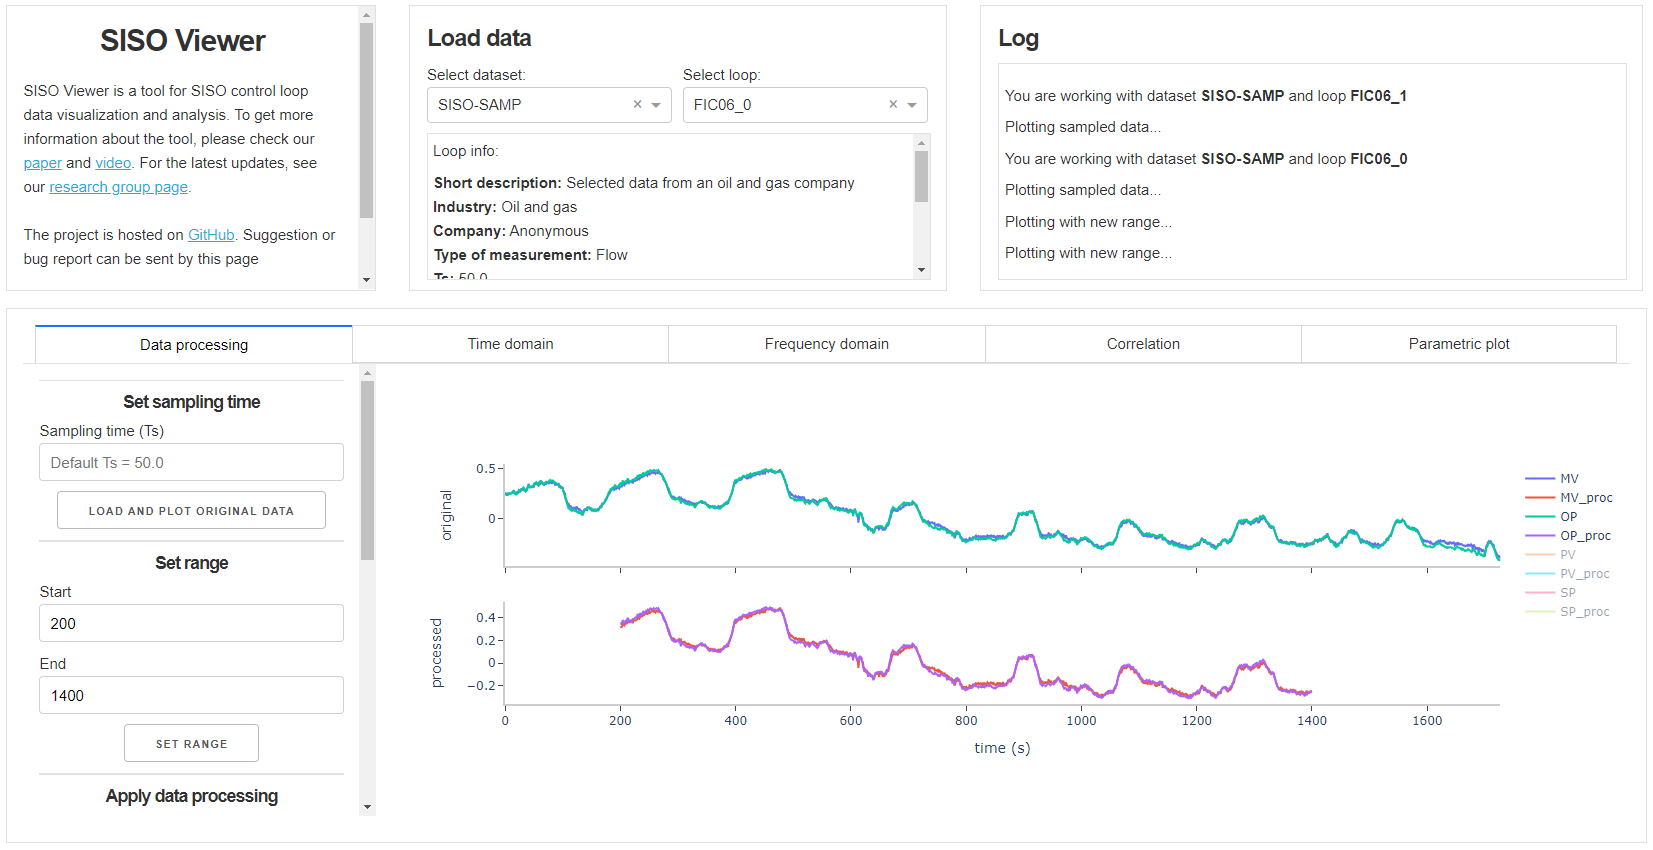 SISO Viewer
SISO Viewer is a tool for SISO control loop
data visualization and analysis. To get more
information about the tool, please check our
paper and video. For the latest updates, see
our research group page.
The project is hosted on GitHub. Suggestion or
bug report can be sent by this page
Load data
Select dataset:
Select loop:
SISO-SAMP
FIC06_0
Loop info:
Short description: Selected data from an oil and gas company
Industry: Oil and gas
Company: Anonymous
Type of measurement: Flow
Ts: 50.0
Log
You are working with dataset SISO-SAMP and loop FIC06_1
Plotting sampled data...
You are working with dataset SISO-SAMP and loop FIC06_0
Plotting sampled data...
Plotting with new range...
Plotting with new range...
Data processing
Time domain
Frequency domain
Correlation
Parametric plot
Set sampling time
Sampling time (Ts)
Default Ts = 50.0
LOAD AND PLOT ORIGINAL DATA
Set range
Start
200
End
1400
SET RANGE
Apply data processing
original
0.5
0
processed
0.4
0.2
0
−0.2
0 200 400 600 800 1000 1200 1400 1600
time (s)
MV
MV_proc
OP
OP_proc
PV
PV_proc
SP
SP_proc